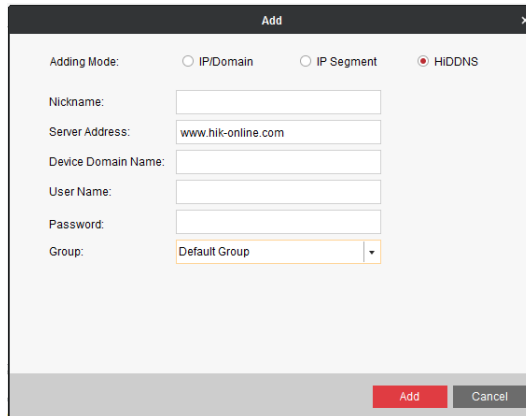 Add
Adding Mode: IP/Domain IP Segment HiDDNS
Nickname:
Server Address: www.hik-online.com
Device Domain Name:
User Name:
Password:
Group: Default Group
Add Cancel